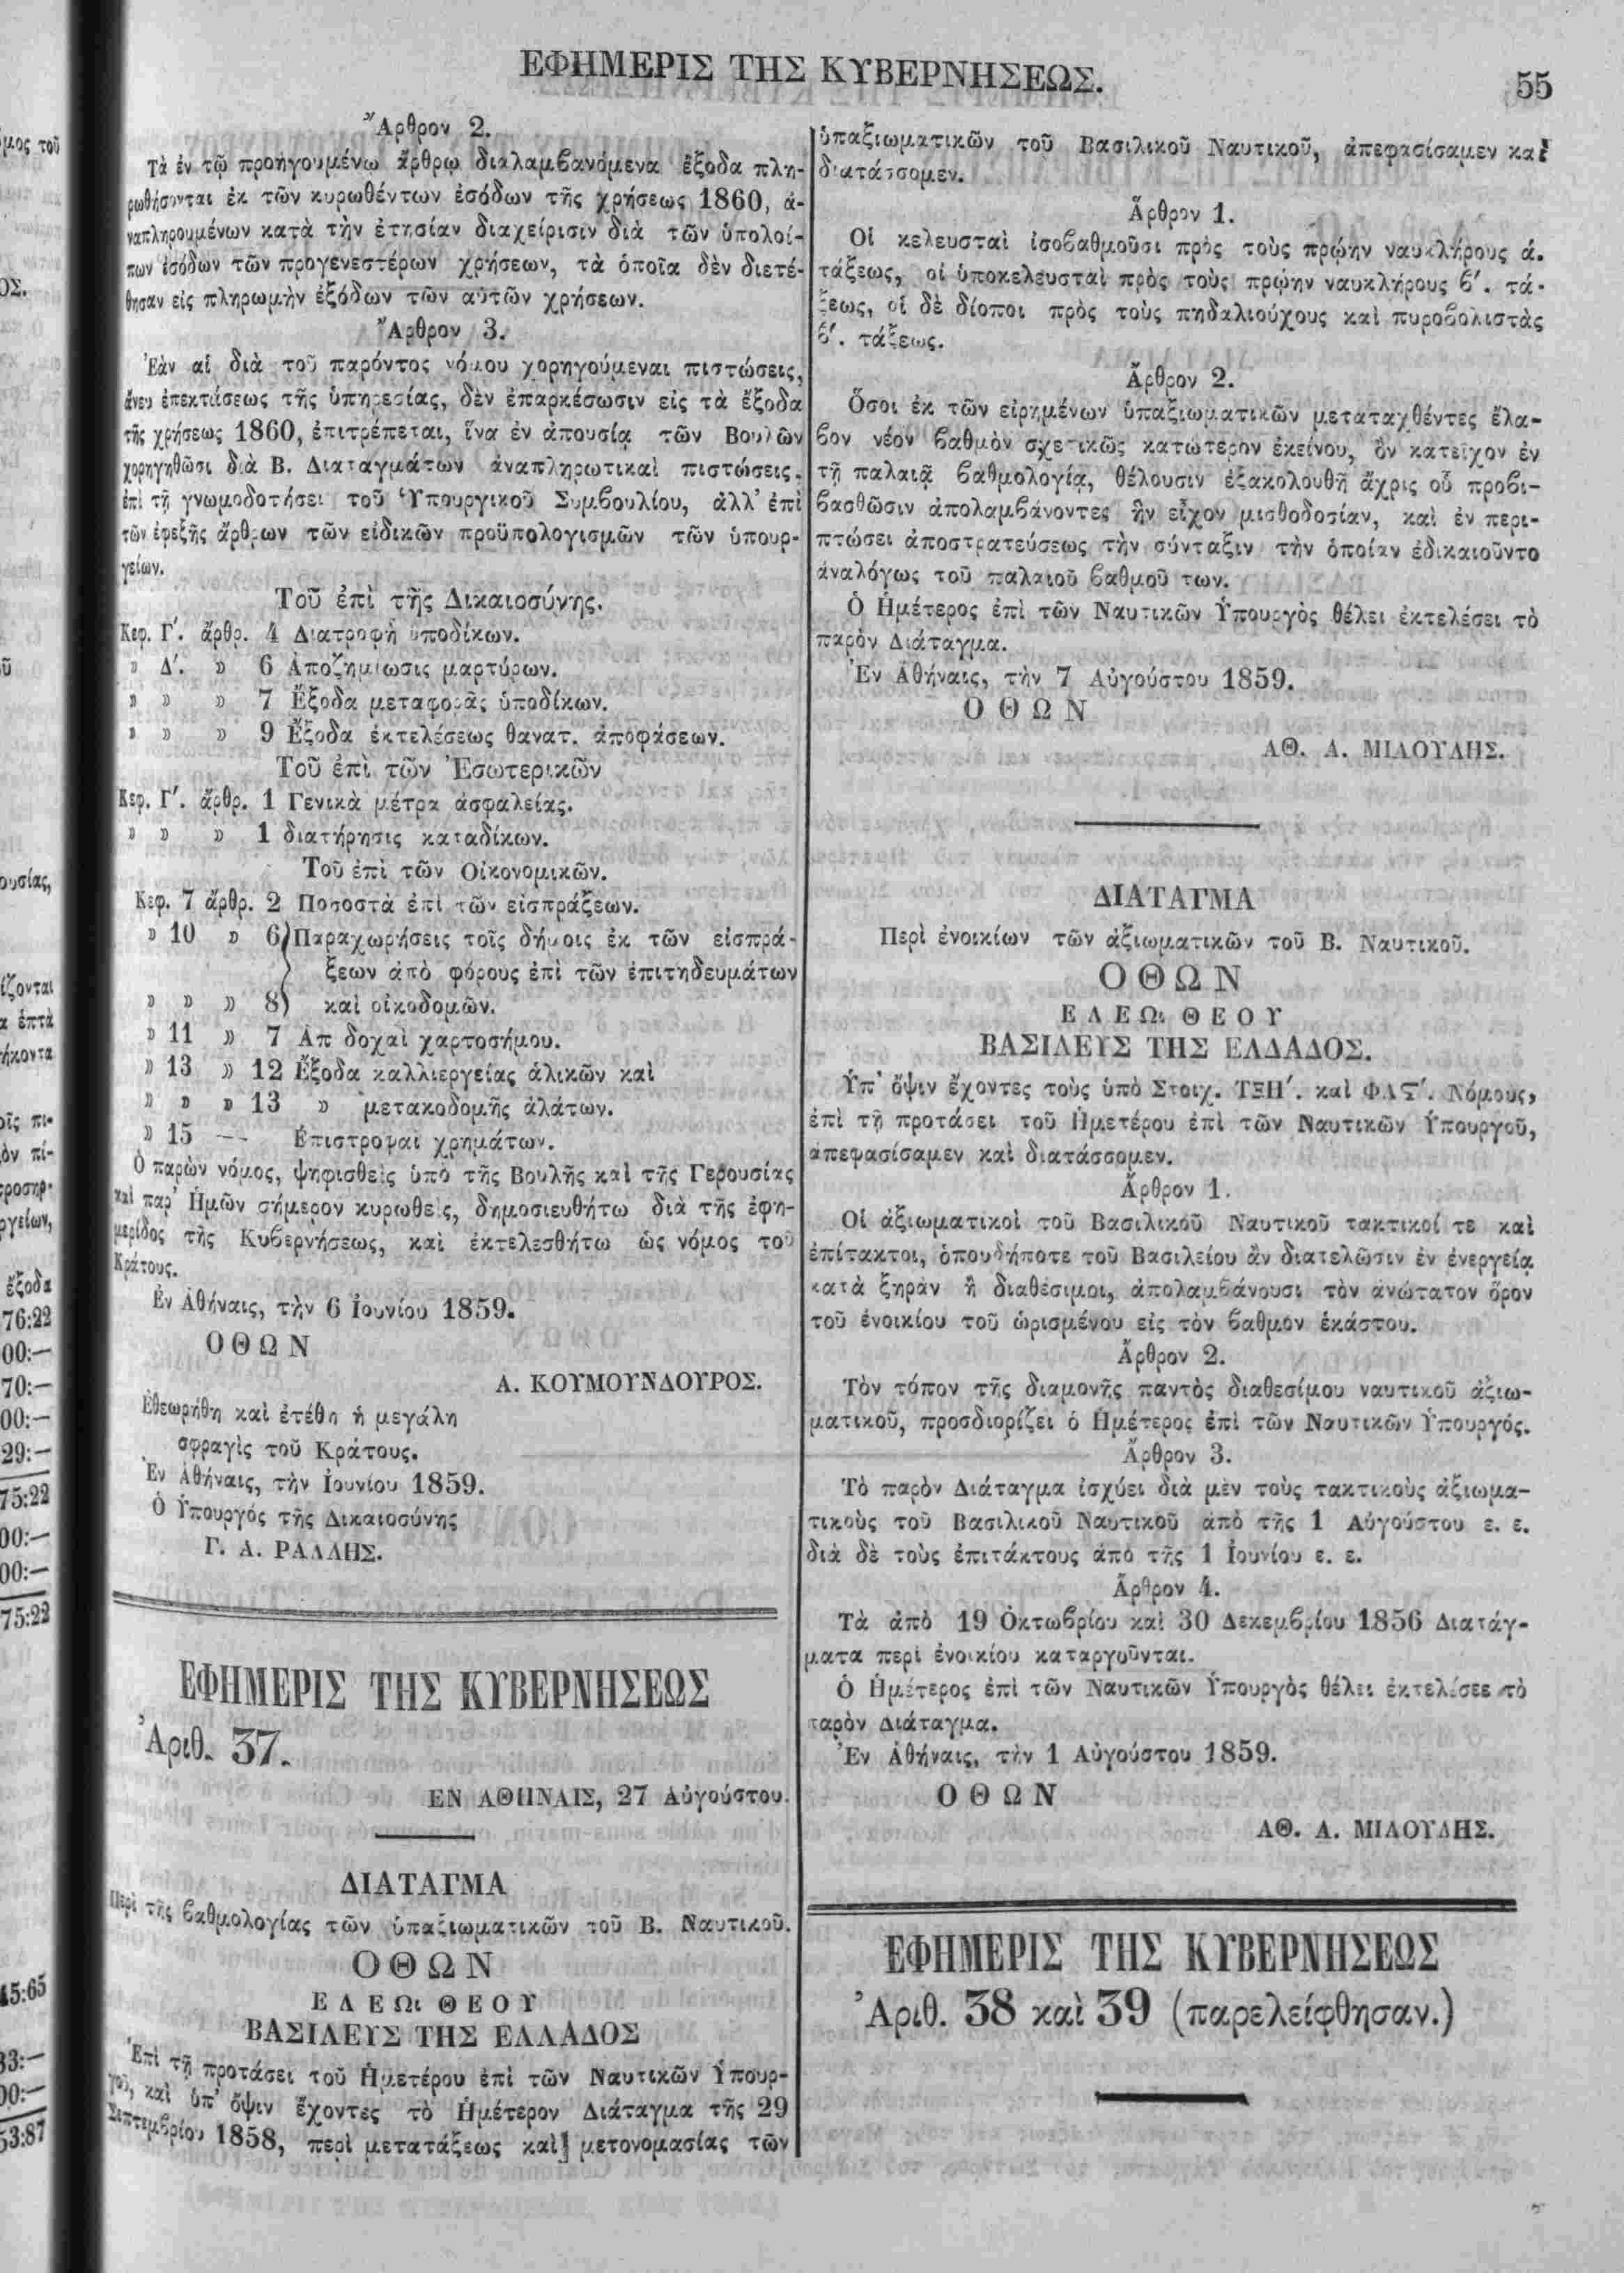 ΕΦΗΜΕΡΙΣ ΤΗΣ ΚΥΒΕΡΝΗΣΕΩΣ.
55
Ἄρθρον 2.
Τὰ ἐν τῷ προηγουμένῳ ἄρθρῳ διαλαμβανόμενα ἔξοδα πλη-
ρωθήσονται ἐκ τῶν κυρωθέντων ἐσόδων τῆς χρήσεως 1860, ἀ-
ναπληρουμένων κατὰ τὴν ἐτησίαν διαχείρισιν διὰ τῶν ὑπολοί-
πων ἐσόδων τῶν προγενεστέρων χρήσεων, τὰ ὁποῖα δὲν διετέ-
θησαν εἰς πληρωμὴν ἐξόδων τῶν αὐτῶν χρήσεων.
Ἄρθρον 3.
Ἐὰν αἱ διὰ τοῦ παρόντος νόμου χορηγούμεναι πιστώσεις,
ἄνευ ἐπεκτάσεως τῆς ὑπηρεσίας, δὲν ἐπαρκέσωσιν εἰς τὰ ἔξοδα
τῆς χρήσεως 1860, ἐπιτρέπεται, ἵνα ἐν ἀπουσίᾳ τῶν Βουλῶν
χορηγηθῶσι διὰ Β. Διαταγμάτων ἀναπληρωτικαὶ πιστώσεις,
ἐπὶ τῇ γνωμοδοτήσει τοῦ Ὑπουργικοῦ Συμβουλίου, ἀλλ' ἐπὶ
τῶν ἐφεξῆς ἄρθρων τῶν εἰδικῶν προϋπολογισμῶν τῶν ὑπουρ-
γείων.
Τοῦ ἐπὶ τῆς Δικαιοσύνης.
Κεφ. Γ'. ἄρθρ. 4 Διατροφὴ ὑποδίκων.
» Δ'. » 6 Ἀποζημίωσις μαρτύρων.
» » » 7 Ἔξοδα μεταφορᾶς ὑποδίκων.
» » » 9 Ἔξοδα ἐκτελέσεως θανατ. ἀποφάσεων.
Τοῦ ἐπὶ τῶν Ἐσωτερικῶν
Κεφ. Γ'. ἄρθρ. 1 Γενικὰ μέτρα ἀσφαλείας.
» » » 1 διατήρησις καταδίκων.
Τοῦ ἐπὶ τῶν Οἰκονομικῶν.
Κεφ. 7 ἄρθρ. 2 Ποσοστὰ ἐπὶ τῶν εἰσπράξεων.
» 10 » 6) Παραχωρήσεις τοῖς δήμοις ἐκ τῶν εἰσπρά-
ξεων ἀπὸ φόρους ἐπὶ τῶν ἐπιτηδευμάτων
» » » 8) καὶ οἰκοδομῶν.
» 11 » 7 Ἀπ δοχαὶ χαρτοσήμου.
» 13 » 12 Ἔξοδα καλλιεργείας ἁλικῶν καὶ
» » » 13 » μετακοδομῆς ἁλάτων.
» 15 -- Ἐπιστροφαὶ χρημάτων.
Ὁ παρὼν νόμος, ψηφισθεὶς ὑπὸ τῆς Βουλῆς καὶ τῆς Γερουσίας
καὶ παρ' Ἡμῶν σήμερον κυρωθεὶς, δημοσιευθήτω διὰ τῆς ἐφη-
μερίδος τῆς Κυβερνήσεως, καὶ ἐκτελεσθήτω ὡς νόμος τοῦ
Κράτους.
Ἐν Ἀθήναις, τὴν 6 Ἰουνίου 1859.
ΟΘΩΝ
Α. ΚΟΥΜΟΥΝΔΟΥΡΟΣ.
Ἐθεωρήθη καὶ ἐτέθη ἡ μεγάλη
σφραγὶς τοῦ Κράτους.
Ἐν Ἀθήναις, τὴν Ἰουνίου 1859.
Ὁ Ὑπουργὸς τῆς Δικαιοσύνης
Γ. Α. ΡΑΛΛΗΣ.
ΕΦΗΜΕΡΙΣ ΤΗΣ ΚΥΒΕΡΝΗΣΕΩΣ
Ἀριθ. 37.
ΕΝ ΑΘΗΝΑΙΣ, 27 Αὐγούστου.
ΔΙΑΤΑΓΜΑ
Περὶ τῆς βαθμολογίας τῶν ὑπαξιωματικῶν τοῦ Β. Ναυτικοῦ.
ΟΘΩΝ
ΕΛΕΩι ΘΕΟΥ
ΒΑΣΙΛΕΥΣ ΤΗΣ ΕΛΛΑΔΟΣ
Ἐπὶ τῇ προτάσει τοῦ Ἡμετέρου ἐπὶ τῶν Ναυτικῶν Ὑπουρ-
γοῦ, καὶ ὑπ' ὄψιν ἔχοντες τὸ Ἡμέτερον Διάταγμα τῆς 29
Σεπτεμβρίου 1858, περὶ μετατάξεως καὶ μετονομασίας τῶν
ὑπαξιωματικῶν τοῦ Βασιλικοῦ Ναυτικοῦ, ἀπεφασίσαμεν καὶ
διατάσσομεν.
Ἄρθρον 1.
Οἱ κελευσταὶ ἰσοβαθμοῦσι πρὸς τοὺς πρῴην ναυκλήρους ά.
τάξεως, οἱ ὑποκελευσταὶ πρὸς τοὺς πρῴην ναυκλήρους β'. τά-
ξεως, οἱ δὲ δίοποι πρὸς τοὺς πηδαλιούχους καὶ πυροβολιστὰς
β'. τάξεως.
Ἄρθρον 2.
Ὅσοι ἐκ τῶν εἰρημένων ὑπαξιωματικῶν μεταταχθέντες ἔλα-
βον νέον βαθμὸν σχετικῶς κατώτερον ἐκείνου, ὃν κατεῖχον ἐν
τῇ παλαιᾷ βαθμολογίᾳ, θέλουσιν ἐξακολουθῆ ἄχρις οὗ προβι-
βασθῶσιν ἀπολαμβάνοντες ἣν εἶχον μισθοδοσίαν, καὶ ἐν περι-
πτώσει ἀποστρατεύσεως τὴν σύνταξιν τὴν ὁποίαν ἐδικαιοῦντο
ἀναλόγως τοῦ παλαιοῦ βαθμοῦ των.
Ὁ Ἡμέτερος ἐπὶ τῶν Ναυτικῶν Ὑπουργὸς θέλει ἐκτελέσει τὸ
παρὸν Διάταγμα.
Ἐν Ἀθήναις, τὴν 7 Αὐγούστου 1859.
ΟΘΩΝ
ΑΘ. Α. ΜΙΑΟΥΛΗΣ.
ΔΙΑΤΑΓΜΑ
Περὶ ἐνοικίων τῶν ἀξιωματικῶν τοῦ Β. Ναυτικοῦ.
ΟΘΩΝ
ΕΛΕΩι ΘΕΟΥ
ΒΑΣΙΛΕΥΣ ΤΗΣ ΕΛΛΑΔΟΣ.
Ὑπ' ὄψιν ἔχοντες τοὺς ὑπὸ Στοιχ. ΤΞΗ'. καὶ ΦΛϚ'. Νόμους,
ἐπὶ τῇ προτάσει τοῦ Ἡμετέρου ἐπὶ τῶν Ναυτικῶν Ὑπουργοῦ,
ἀπεφασίσαμεν καὶ διατάσσομεν.
Ἄρθρον 1.
Οἱ ἀξιωματικοὶ τοῦ Βασιλικοῦ Ναυτικοῦ τακτικοί τε καὶ
ἐπίτακτοι, ὁπουδήποτε τοῦ Βασιλείου ἂν διατελῶσιν ἐν ἐνεργείᾳ
κατὰ ξηρὰν ἢ διαθέσιμοι, ἀπολαμβάνουσι τὸν ἀνώτατον ὅρον
τοῦ ἐνοικίου τοῦ ὡρισμένου εἰς τὸν βαθμὸν ἑκάστου.
Ἄρθρον 2.
Τὸν τόπον τῆς διαμονῆς παντὸς διαθεσίμου ναυτικοῦ ἀξιω-
ματικοῦ, προσδιορίζει ὁ Ἡμέτερος ἐπὶ τῶν Ναυτικῶν Ὑπουργός.
Ἄρθρον 3.
Τὸ παρὸν Διάταγμα ἰσχύει διὰ μὲν τοὺς τακτικοὺς ἀξιωμα-
τικοὺς τοῦ Βασιλικοῦ Ναυτικοῦ ἀπὸ τῆς 1 Αὐγούστου ε. ε.
διὰ δὲ τοὺς ἐπιτάκτους ἀπὸ τῆς 1 Ἰουνίου ε. ε.
Ἄρθρον 4.
Τὰ ἀπὸ 19 Ὀκτωβρίου καὶ 30 Δεκεμβρίου 1856 Διατάγ-
ματα περὶ ἐνοικίου καταργοῦνται.
Ὁ Ἡμέτερος ἐπὶ τῶν Ναυτικῶν Ὑπουργὸς θέλει ἐκτελέσεε τὸ
παρὸν Διάταγμα.
Ἐν Ἀθήναις, τὴν 1 Αὐγούστου 1859.
ΟΘΩΝ
ΑΘ. Α. ΜΙΑΟΥΛΗΣ.
ΕΦΗΜΕΡΙΣ ΤΗΣ ΚΥΒΕΡΝΗΣΕΩΣ
Ἀριθ. 38 καὶ 39 (παρελείφθησαν.)